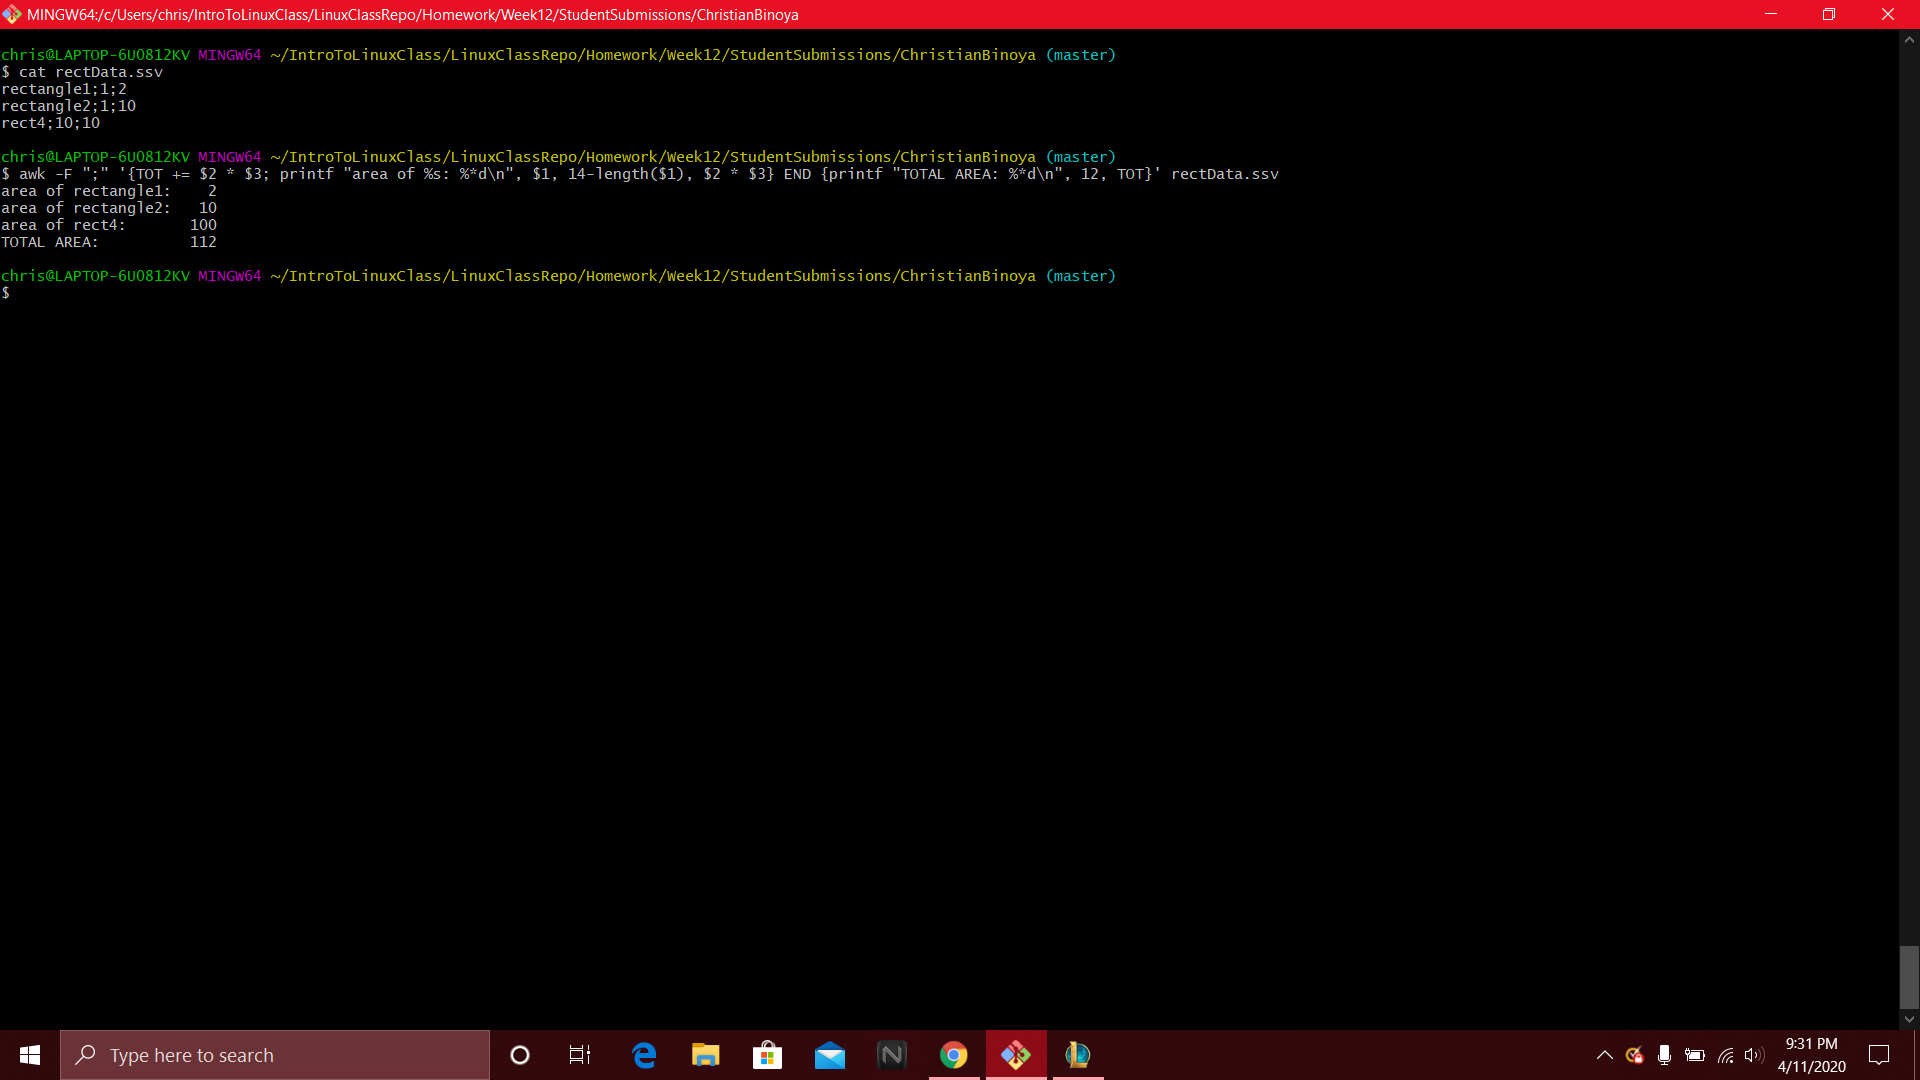 MINGW64:/c/Users/chris/IntroToLinuxClass/LinuxClassRepo/Homework/Week12/StudentSubmissions/ChristianBinoya
chris@LAPTOP-6U0812KV MINGW64 ~/IntroToLinuxClass/LinuxClassRepo/Homework/Week12/StudentSubmissions/ChristianBinoya (master)
$ cat rectData.ssv
rectangle1;1;2
rectangle2;1;10
rect4;10;10
chris@LAPTOP-6U0812KV MINGW64 ~/IntroToLinuxClass/LinuxClassRepo/Homework/Week12/StudentSubmissions/ChristianBinoya (master)
$ awk -F ";" '{TOT += $2 * $3; printf "area of %s: %*d\n", $1, 14-length($1), $2 * $3} END {printf "TOTAL AREA: %*d\n", 12, TOT}' rectData.ssv
area of rectangle1:    2
area of rectangle2:   10
area of rect4:       100
TOTAL AREA:          112
chris@LAPTOP-6U0812KV MINGW64 ~/IntroToLinuxClass/LinuxClassRepo/Homework/Week12/StudentSubmissions/ChristianBinoya (master)
$
Type here to search
9:31 PM
4/11/2020